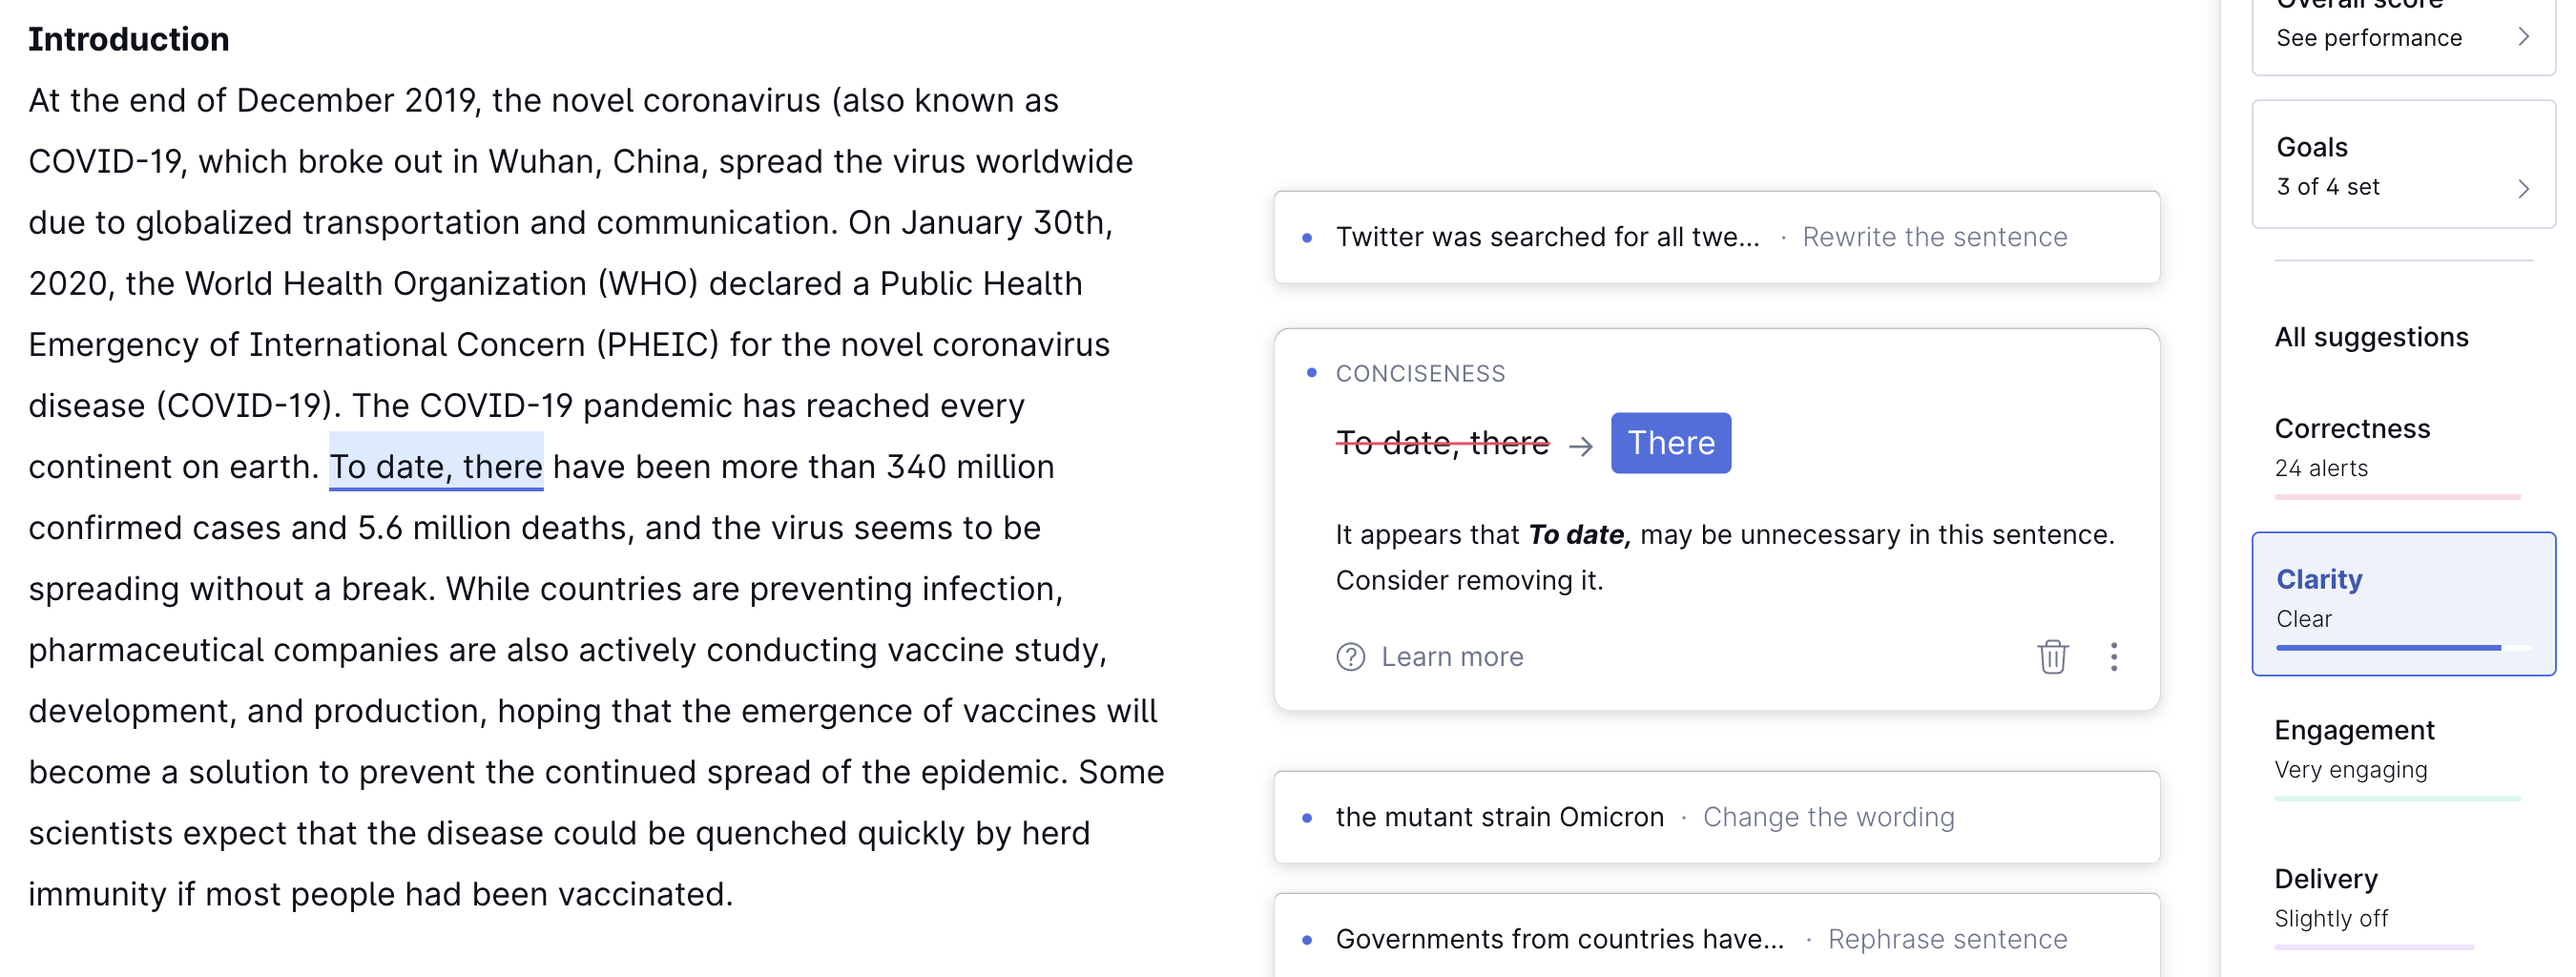 Introduction
At the end of December 2019, the novel coronavirus (also known as
COVID-19, which broke out in Wuhan, China, spread the virus worldwide
due to globalized transportation and communication. On January 30th,
2020, the World Health Organization (WHO) declared a Public Health
Emergency of International Concern (PHEIC) for the novel coronavirus
disease (COVID-19). The COVID-19 pandemic has reached every
continent on earth. To date, there have been more than 340 million
confirmed cases and 5.6 million deaths, and the virus seems to be
spreading without a break. While countries are preventing infection,
pharmaceutical companies are also actively conducting vaccine study,
development, and production, hoping that the emergence of vaccines will
become a solution to prevent the continued spread of the epidemic. Some
scientists expect that the disease could be quenched quickly by herd
immunity if most people had been vaccinated.
Twitter was searched for all twe... · Rewrite the sentence
CONCISENESS
To date, there → There
It appears that To date, may be unnecessary in this sentence.
Consider removing it.
Learn more
the mutant strain Omicron · Change the wording
Governments from countries have... · Rephrase sentence
Overall score
See performance
Goals
3 of 4 set
All suggestions
Correctness
24 alerts
Clarity
Clear
Engagement
Very engaging
Delivery
Slightly off